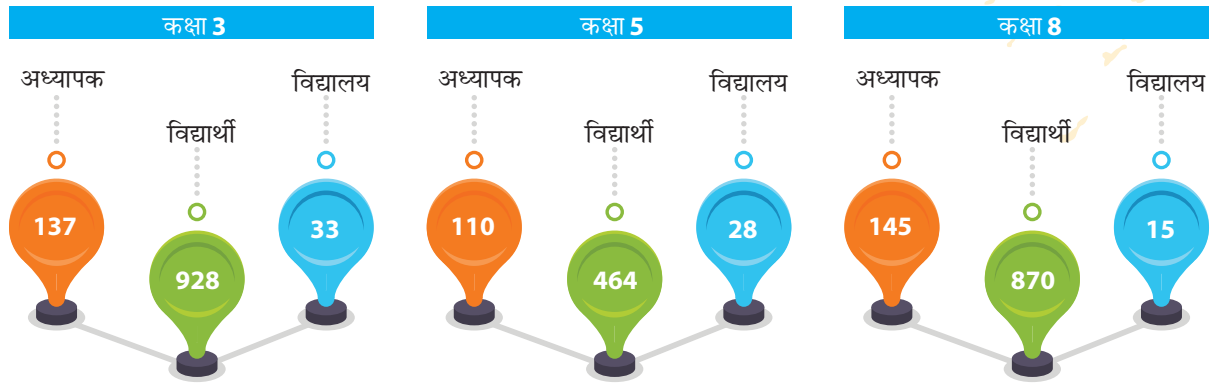 कक्षा 3
अध्यापक
विद्यार्थी
विद्यालय
137
928
33
कक्षा 5
अध्यापक
विद्यार्थी
विद्यालय
110
464
28
कक्षा 8
अध्यापक
विद्यार्थी
विद्यालय
145
870
15